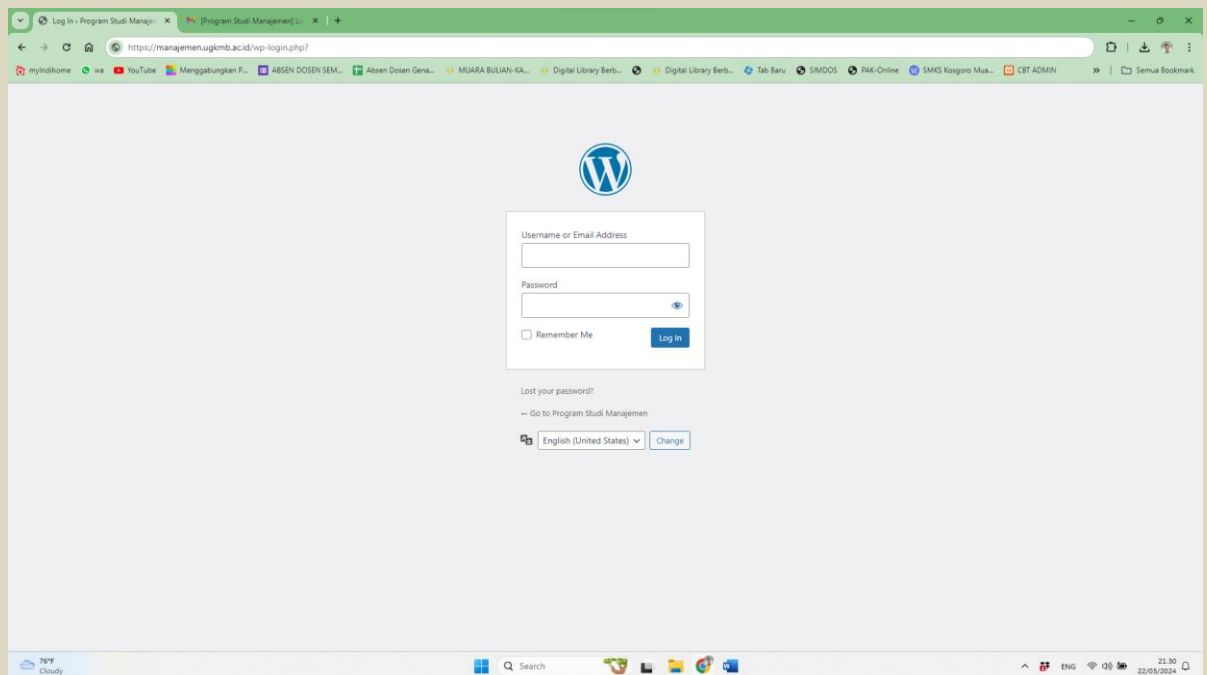 Log In ‹ Program Studi Manaje
[Program Studi Manajemen] Lo
https://manajemen.ugkmb.ac.id/wp-login.php?
myIndihome
wa
YouTube
Menggabungkan P...
ABSEN DOSEN SEM...
Absen Dosen Gena...
MUARA BULIAN-KA...
Digital Library Berb...
Digital Library Berb...
Tab Baru
SIMDOS
PAK-Online
SMKS Kosgoro Mua...
CBT ADMIN
Semua Bookmark
Username or Email Address
Password
Remember Me
Log In
Lost your password?
← Go to Program Studi Manajemen
English (United States)
Change
76°F
Cloudy
Search
ENG
21.30
22/05/2024